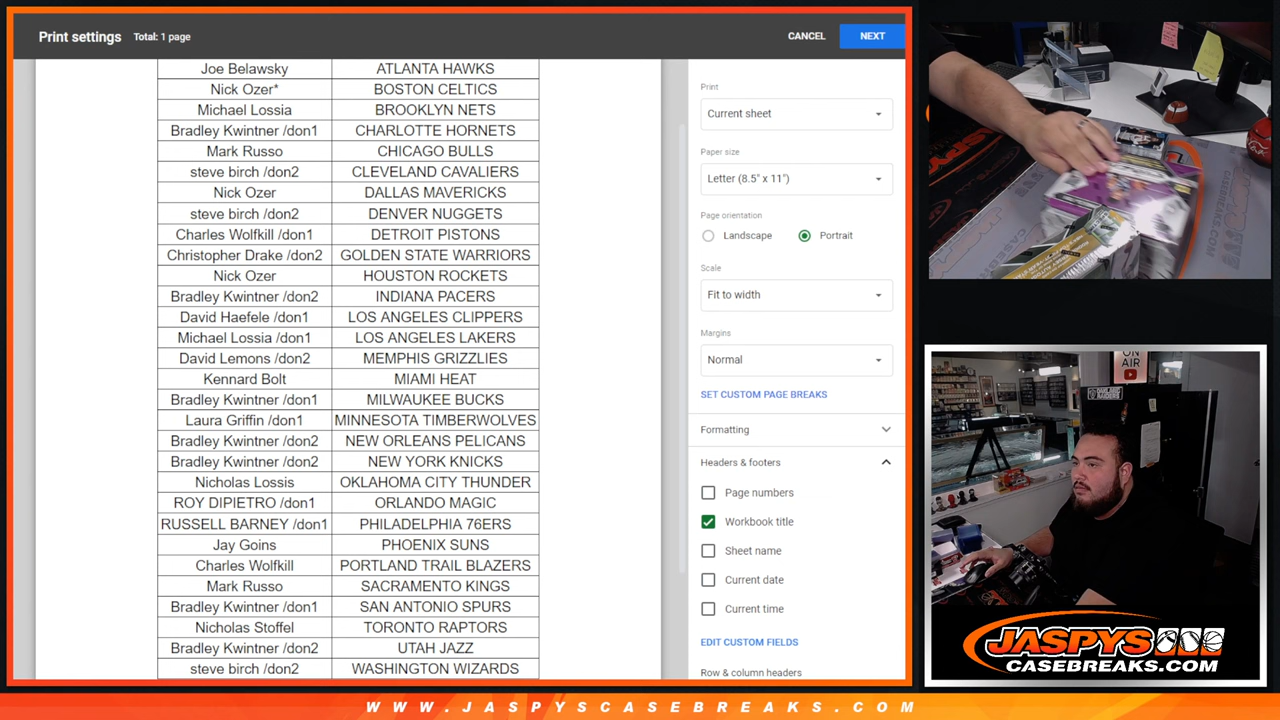 Print settings Total: 1 page CANCEL NEXT
Joe Belawsky ATLANTA HAWKS
Nick Ozer* BOSTON CELTICS
Michael Lossia BROOKLYN NETS
Bradley Kwintner /don1 CHARLOTTE HORNETS
Mark Russo CHICAGO BULLS
steve birch /don2 CLEVELAND CAVALIERS
Nick Ozer DALLAS MAVERICKS
steve birch /don2 DENVER NUGGETS
Charles Wolfkill /don1 DETROIT PISTONS
Christopher Drake /don2 GOLDEN STATE WARRIORS
Nick Ozer HOUSTON ROCKETS
Bradley Kwintner /don2 INDIANA PACERS
David Haefele /don1 LOS ANGELES CLIPPERS
Michael Lossia /don1 LOS ANGELES LAKERS
David Lemons /don2 MEMPHIS GRIZZLIES
Kennard Bolt MIAMI HEAT
Bradley Kwintner /don1 MILWAUKEE BUCKS
Laura Griffin /don1 MINNESOTA TIMBERWOLVES
Bradley Kwintner /don2 NEW ORLEANS PELICANS
Bradley Kwintner /don2 NEW YORK KNICKS
Nicholas Lossis OKLAHOMA CITY THUNDER
ROY DIPIETRO /don1 ORLANDO MAGIC
RUSSELL BARNEY /don1 PHILADELPHIA 76ERS
Jay Goins PHOENIX SUNS
Charles Wolfkill PORTLAND TRAIL BLAZERS
Mark Russo SACRAMENTO KINGS
Bradley Kwintner /don1 SAN ANTONIO SPURS
Nicholas Stoffel TORONTO RAPTORS
Bradley Kwintner /don2 UTAH JAZZ
steve birch /don2 WASHINGTON WIZARDS
Print
Current sheet
Paper size
Letter (8.5" x 11")
Page orientation
Landscape Portrait
Scale
Fit to width
Margins
Normal
SET CUSTOM PAGE BREAKS
Formatting
Headers & footers
Page numbers
Workbook title
Sheet name
Current date
Current time
EDIT CUSTOM FIELDS
Row & column headers
ON
AIR
JASPYS
CASEBREAKS.COM
WWW.JASPYSCASEBREAKS.COM